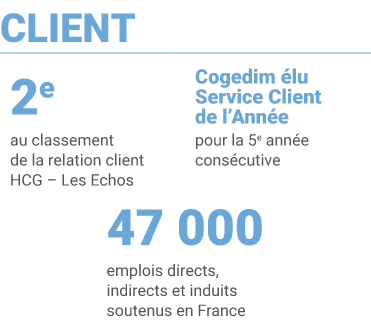 CLIENT
2e
au classement
de la relation client
HCG – Les Echos
Cogedim élu
Service Client
de l’Année
pour la 5e année
consécutive
47 000
emplois directs,
indirects et induits
soutenus en France